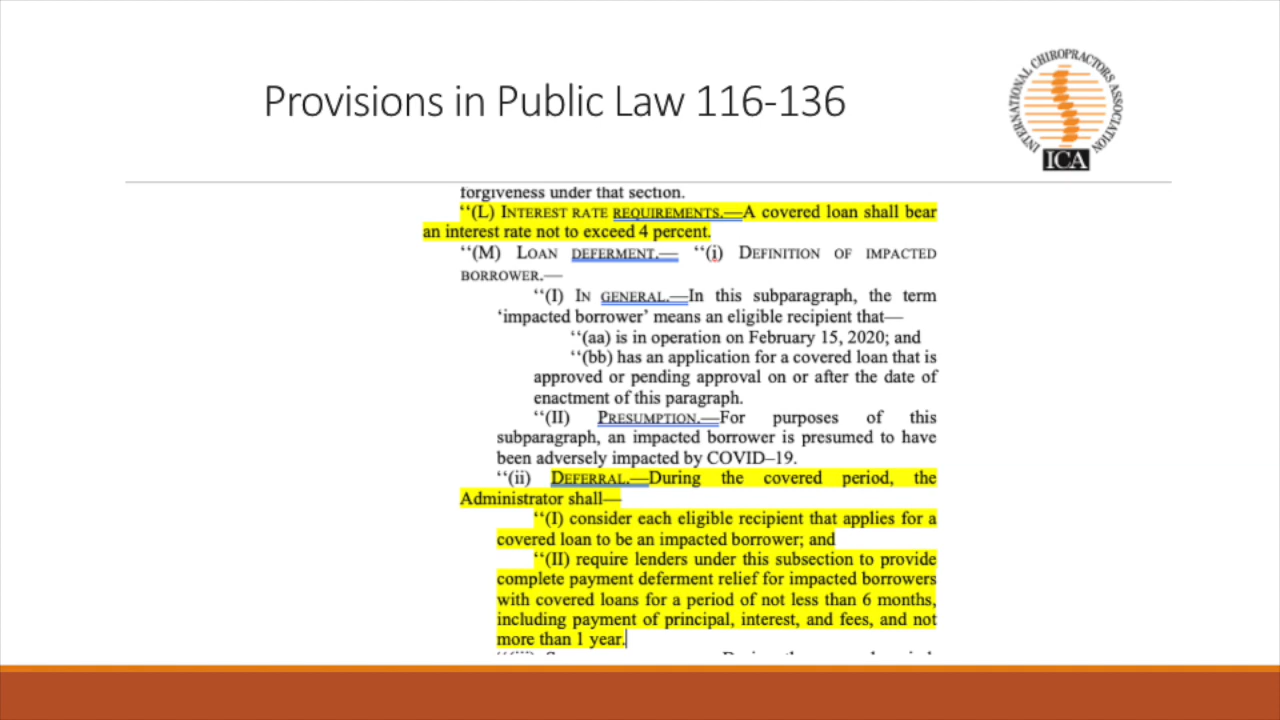 Provisions in Public Law 116-136
INTERNATIONAL CHIROPRACTORS ASSOCIATION
ICA
forgiveness under that section.
‘‘(L) INTEREST RATE REQUIREMENTS.—A covered loan shall bear
an interest rate not to exceed 4 percent.
‘‘(M) LOAN DEFERMENT.— ‘‘(i) DEFINITION OF IMPACTED
BORROWER.—
‘‘(I) IN GENERAL.—In this subparagraph, the term
‘impacted borrower’ means an eligible recipient that—
‘‘(aa) is in operation on February 15, 2020; and
‘‘(bb) has an application for a covered loan that is
approved or pending approval on or after the date of
enactment of this paragraph.
‘‘(II) PRESUMPTION.—For purposes of this
subparagraph, an impacted borrower is presumed to have
been adversely impacted by COVID–19.
‘‘(ii) DEFERRAL.—During the covered period, the
Administrator shall—
‘‘(I) consider each eligible recipient that applies for a
covered loan to be an impacted borrower; and
‘‘(II) require lenders under this subsection to provide
complete payment deferment relief for impacted borrowers
with covered loans for a period of not less than 6 months,
including payment of principal, interest, and fees, and not
more than 1 year.